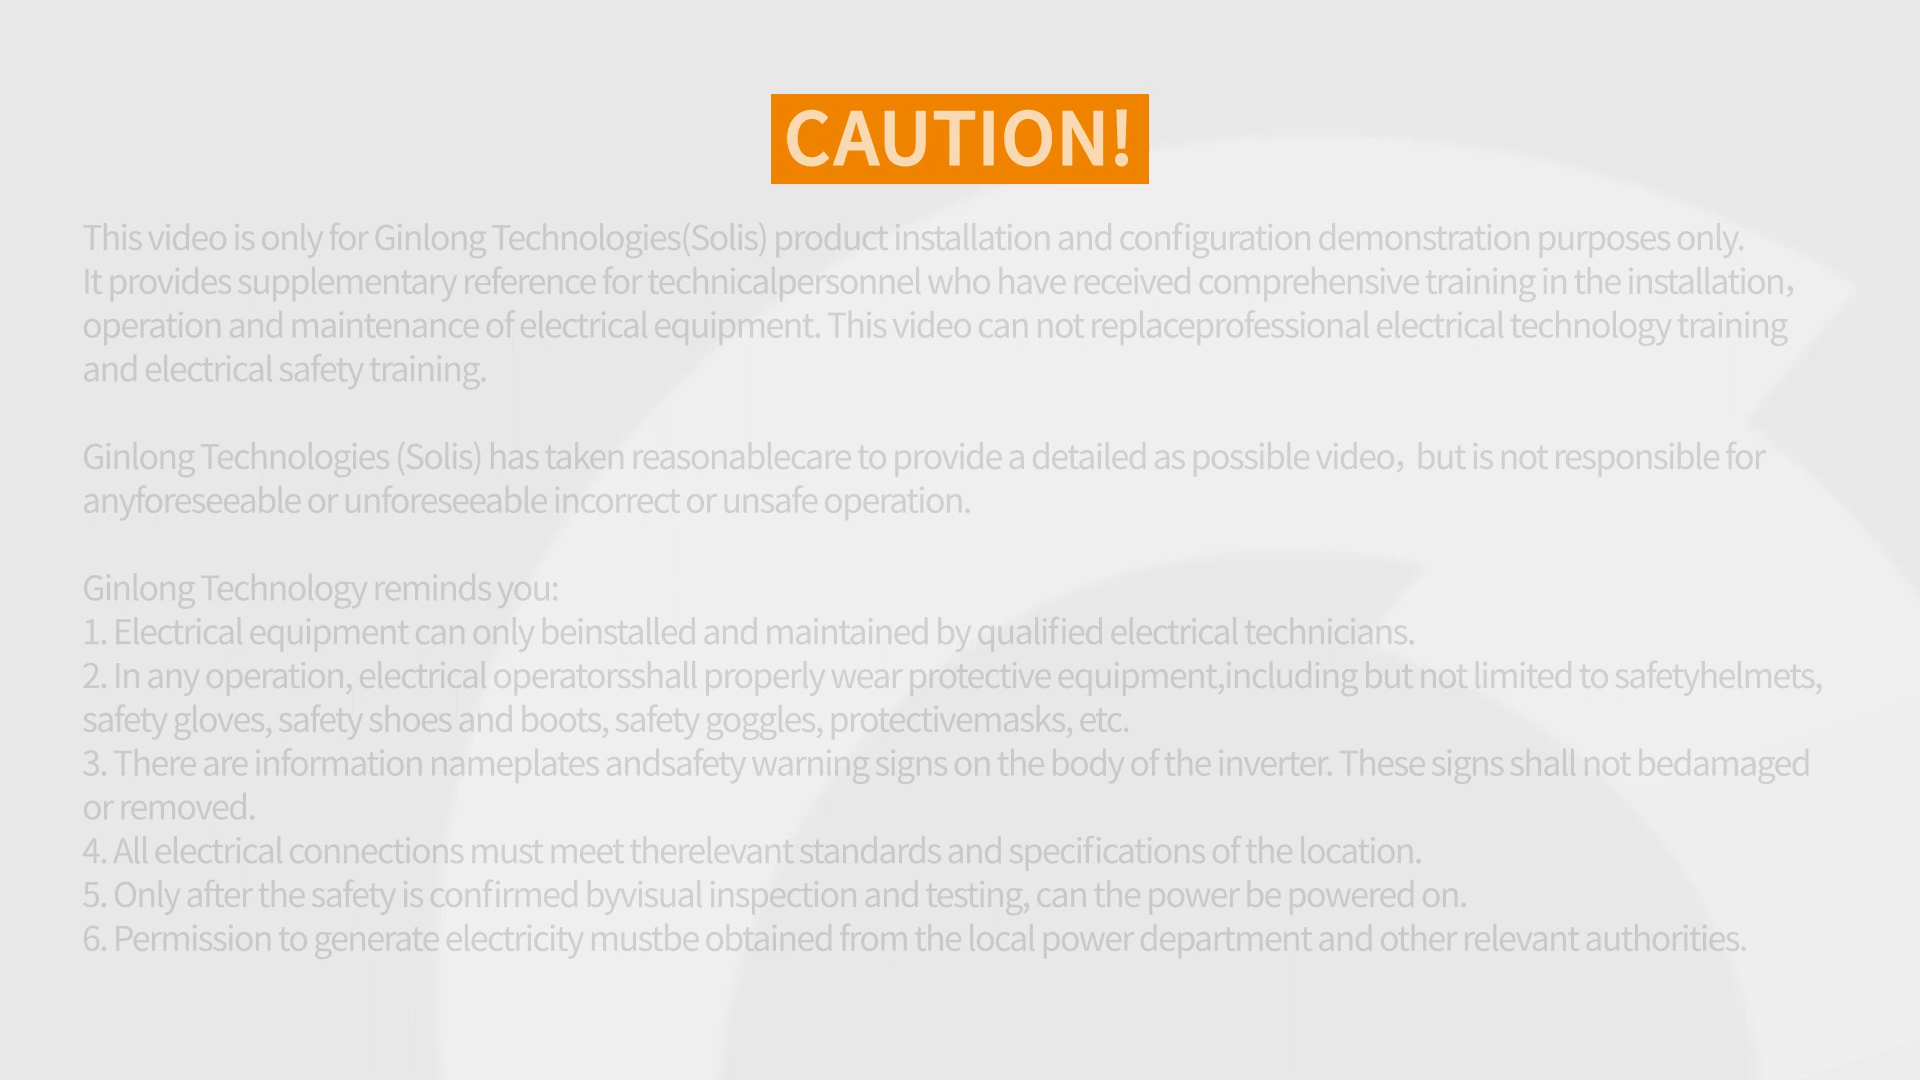 CAUTION!
This video is only for Ginlong Technologies(Solis) product installation and configuration demonstration purposes only.
It provides supplementary reference for technicalpersonnel who have received comprehensive training in the installation，
operation and maintenance of electrical equipment. This video can not replaceprofessional electrical technology training
and electrical safety training.
Ginlong Technologies (Solis) has taken reasonablecare to provide a detailed as possible video，but is not responsible for
anyforeseeable or unforeseeable incorrect or unsafe operation.
Ginlong Technology reminds you:
1. Electrical equipment can only beinstalled and maintained by qualified electrical technicians.
2. In any operation, electrical operatorsshall properly wear protective equipment,including but not limited to safetyhelmets,
safety gloves, safety shoes and boots, safety goggles, protectivemasks, etc.
3. There are information nameplates andsafety warning signs on the body of the inverter. These signs shall not bedamaged
or removed.
4. All electrical connections must meet therelevant standards and specifications of the location.
5. Only after the safety is confirmed byvisual inspection and testing, can the power be powered on.
6. Permission to generate electricity mustbe obtained from the local power department and other relevant authorities.